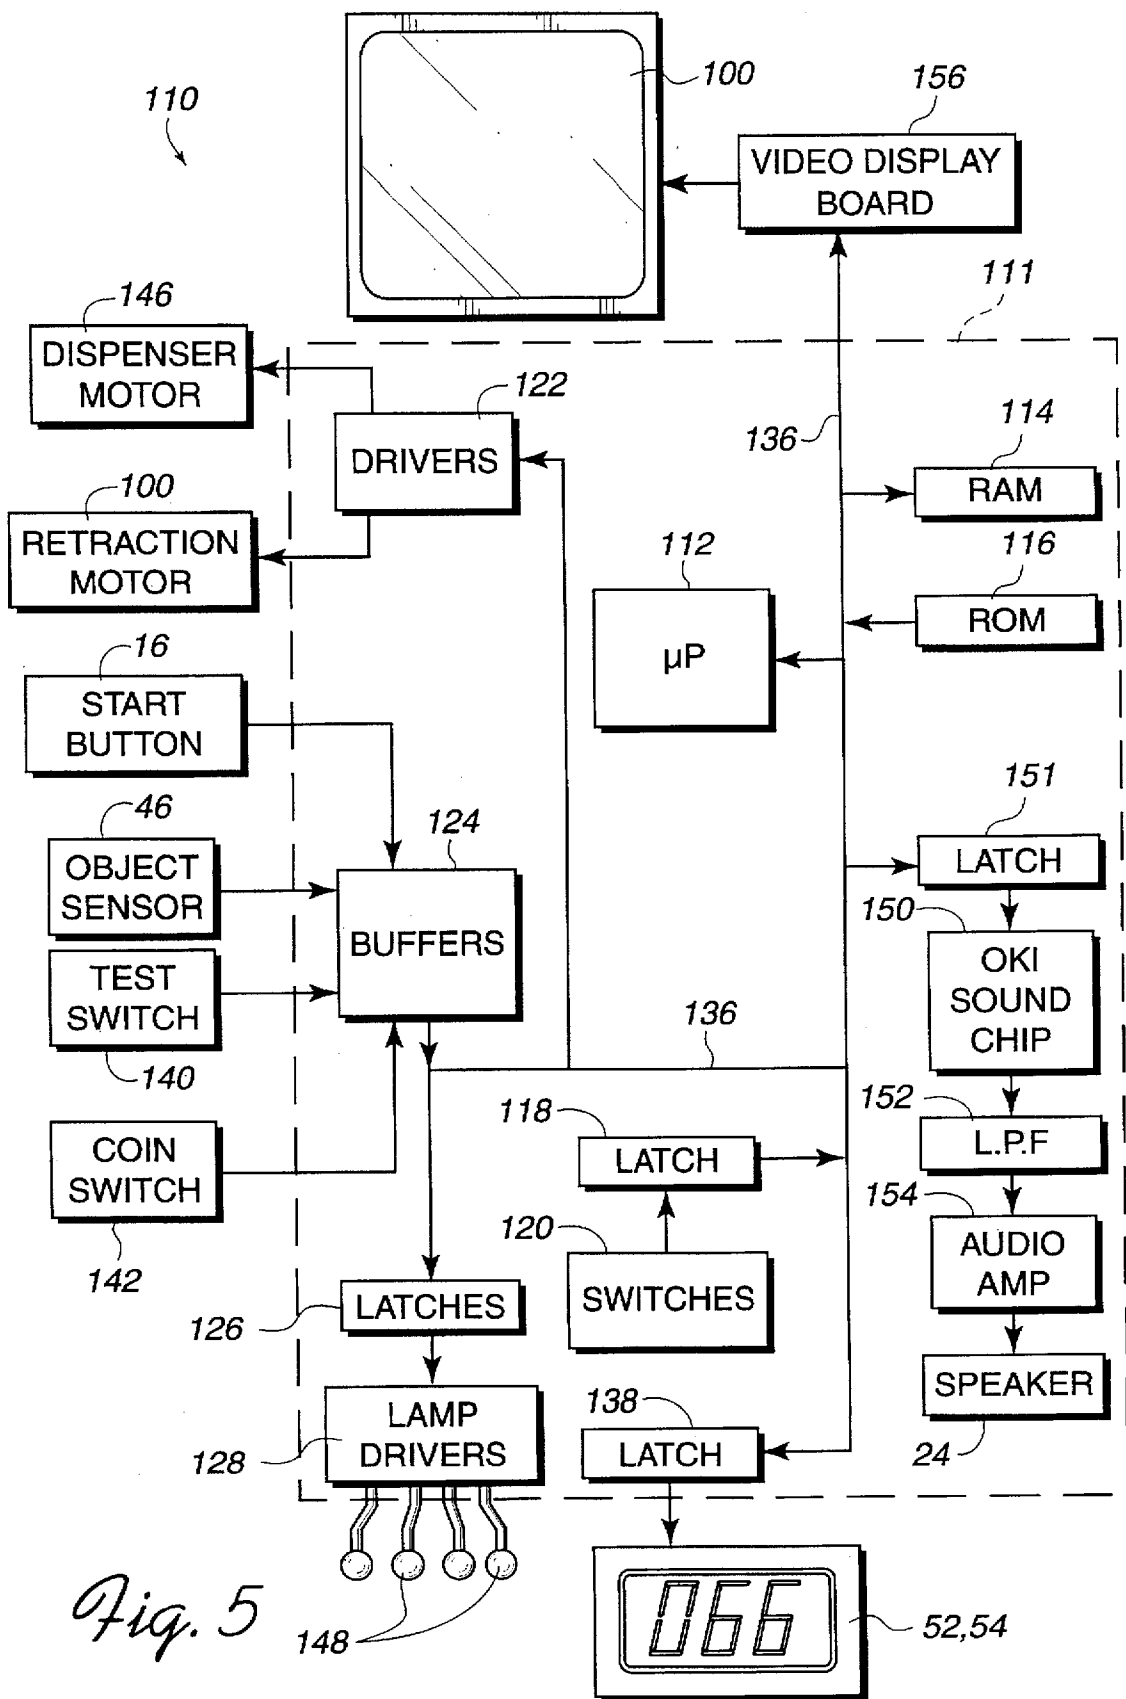 100
156
110
VIDEO DISPLAY
BOARD
111
146
DISPENSER
MOTOR
122
DRIVERS
136
114
RAM
100
RETRACTION
MOTOR
112
µP
116
ROM
16
START
BUTTON
46
OBJECT
SENSOR
124
BUFFERS
151
LATCH
150
OKI
SOUND
CHIP
TEST
SWITCH
140
136
118
LATCH
152
L.P.F
COIN
SWITCH
142
120
SWITCHES
154
AUDIO
AMP
126
LATCHES
SPEAKER
24
128
LAMP
DRIVERS
138
LATCH
148
066
52,54
Fig. 5